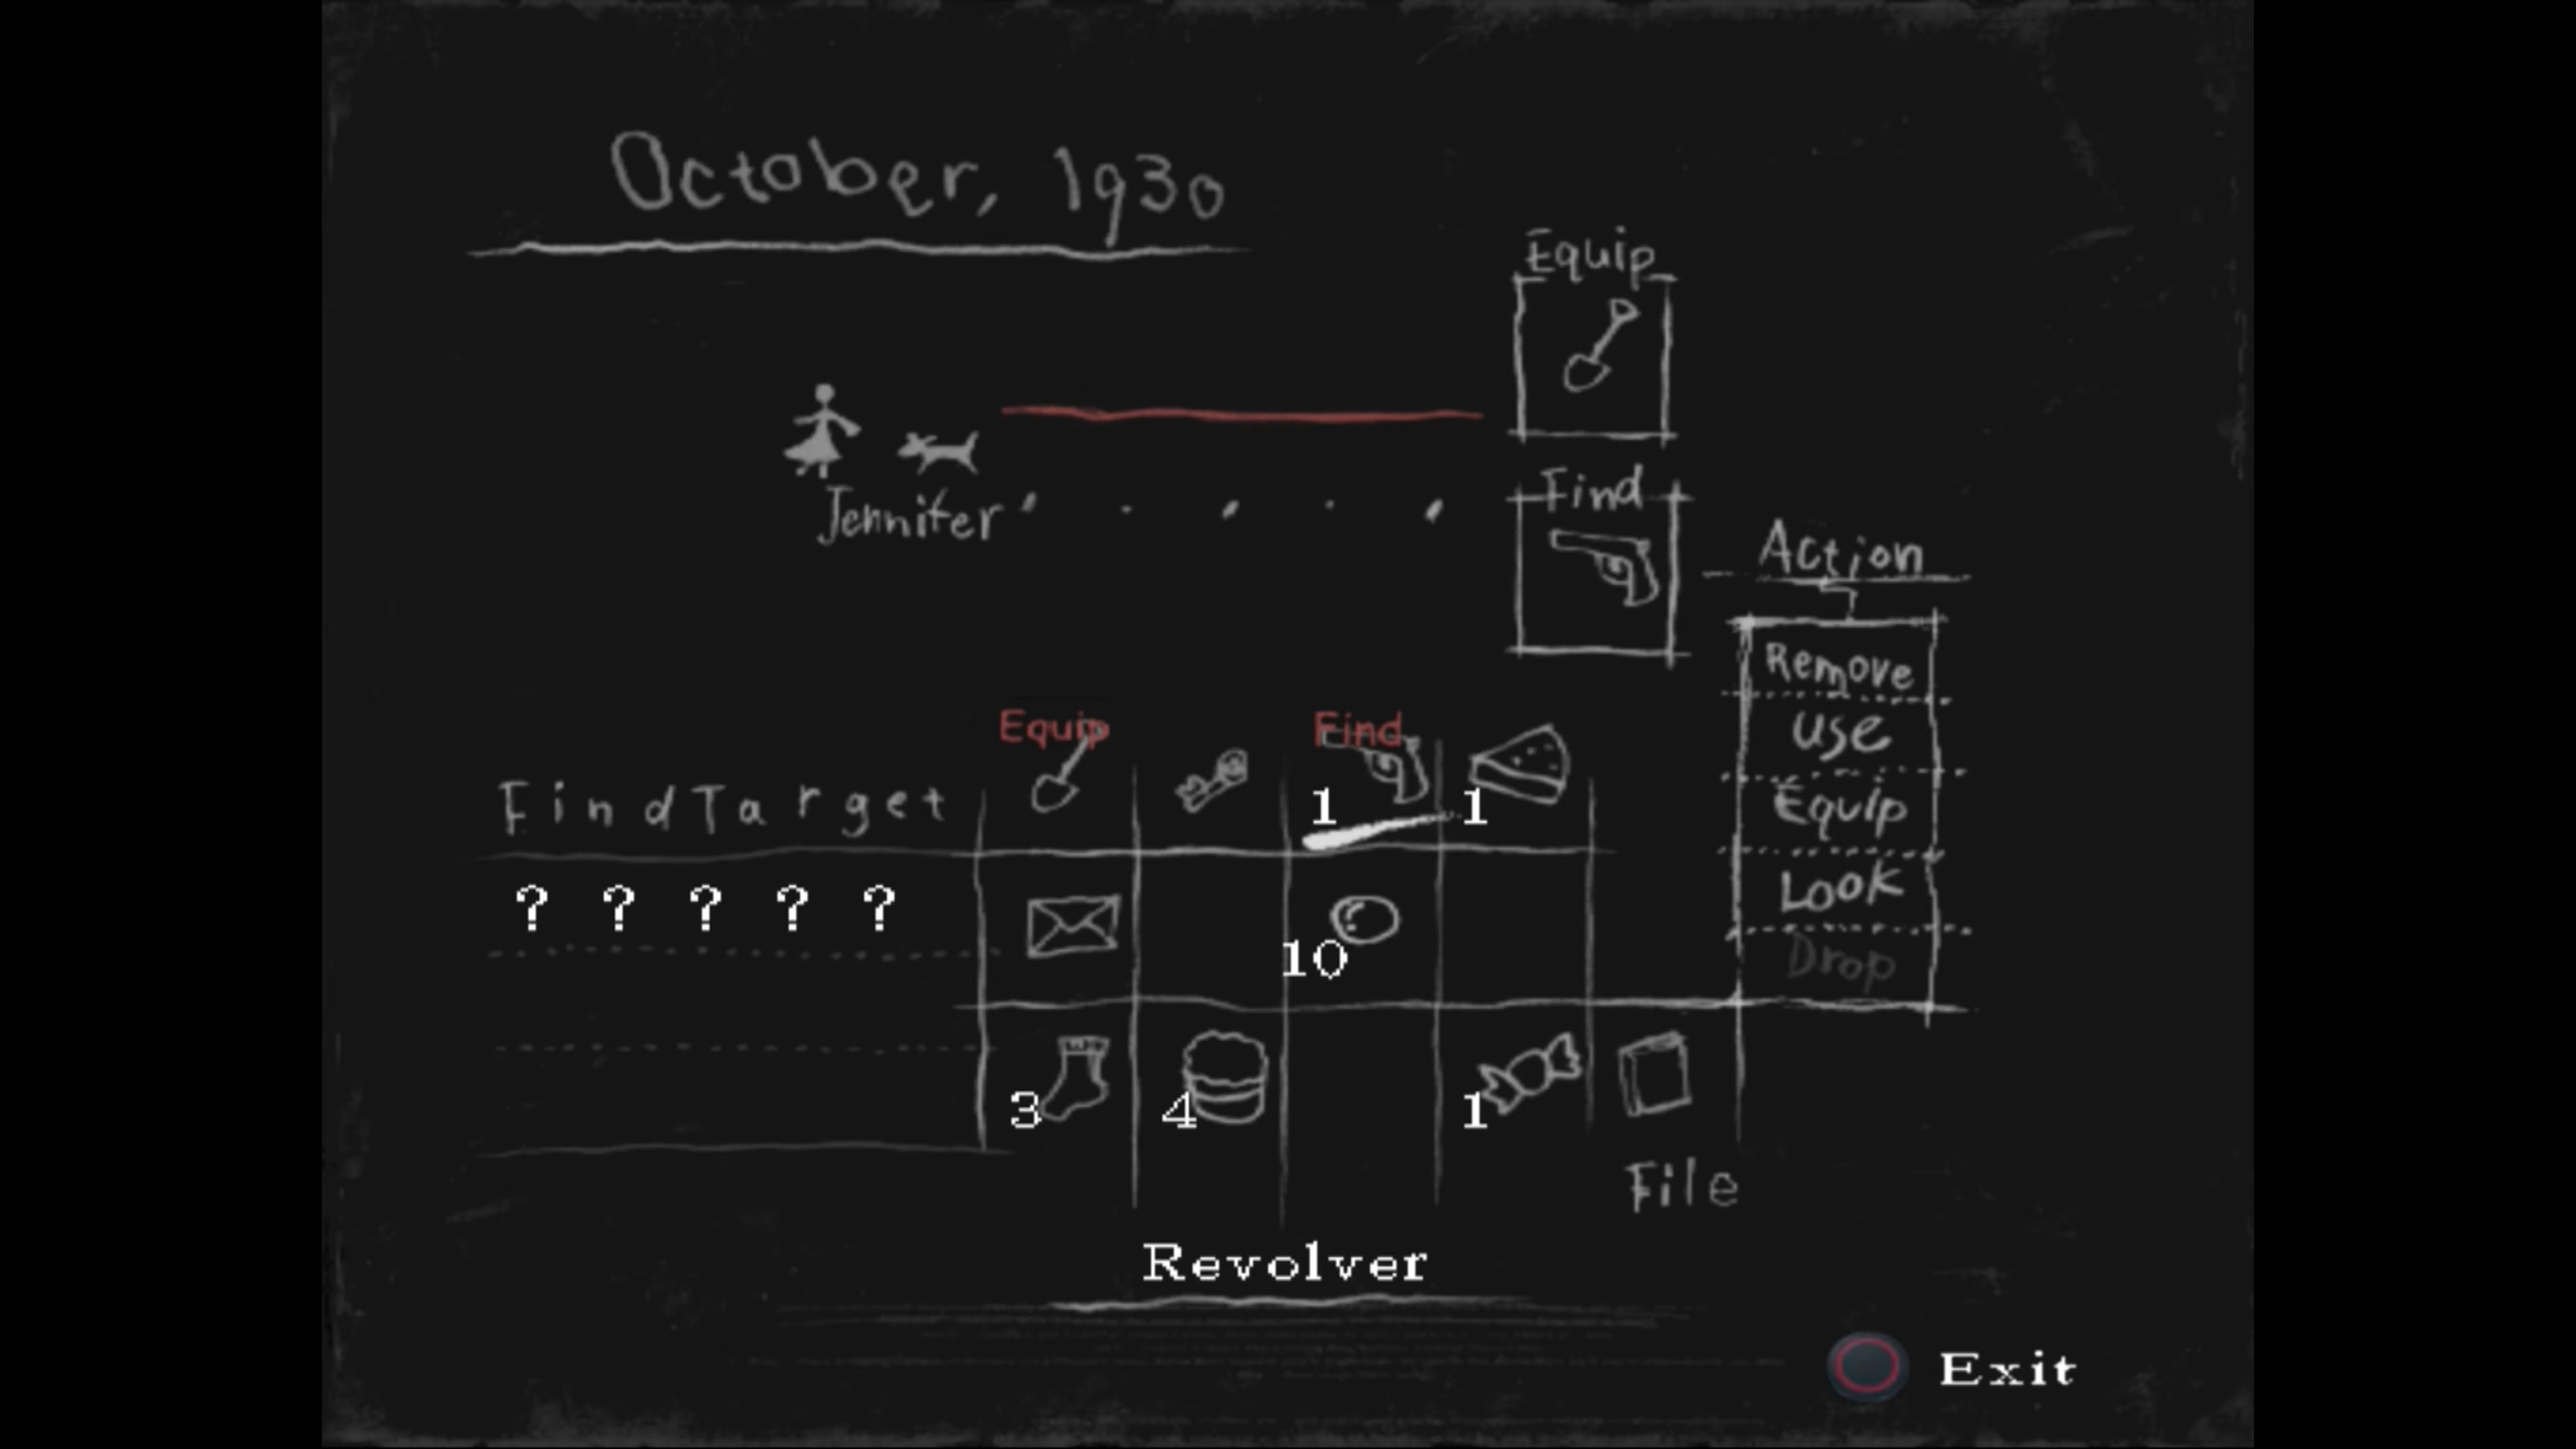 October, 1930
Equip
Jennifer
Find
Action
Remove
Use
Equip
Look
Drop
Equip
Find
FindTarget
1
1
? ? ? ? ?
10
3
4
1
File
Revolver
Exit